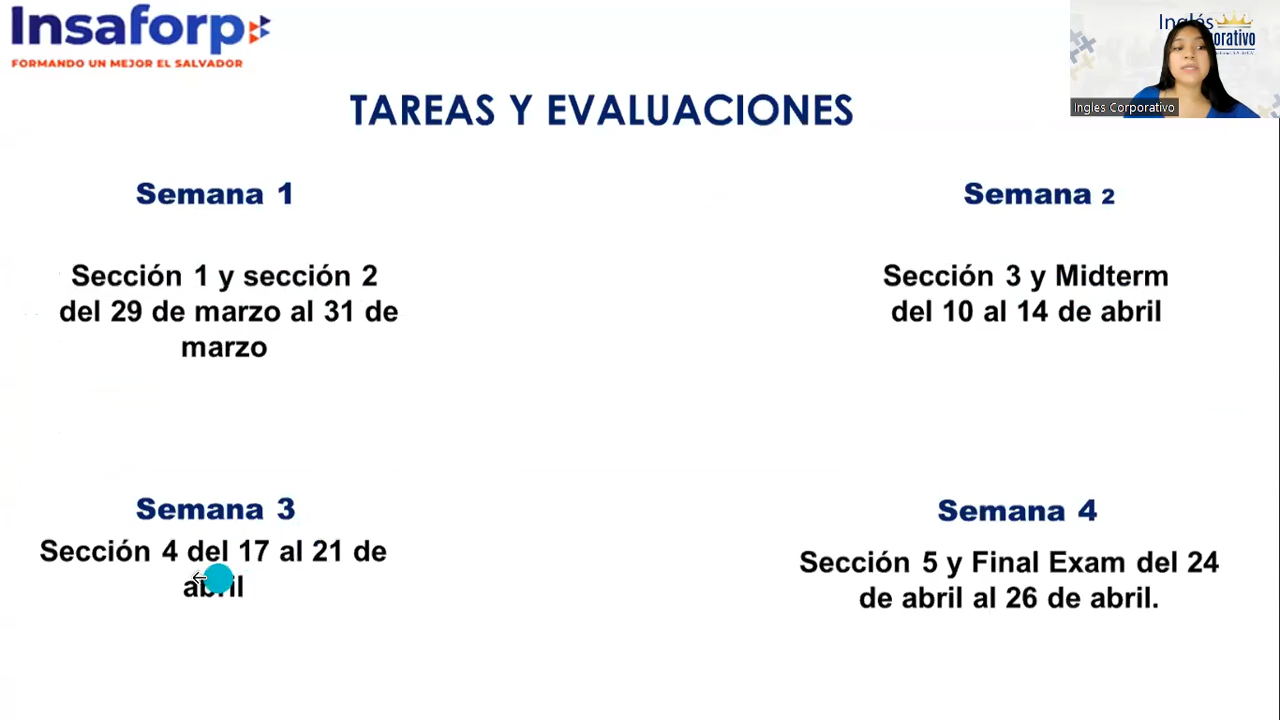 Insaforp
FORMANDO UN MEJOR EL SALVADOR
Inglés
orativo
Ingles Corporativo
TAREAS Y EVALUACIONES
Semana 1
Sección 1 y sección 2
del 29 de marzo al 31 de
marzo
Semana 2
Sección 3 y Midterm
del 10 al 14 de abril
Semana 3
Sección 4 del 17 al 21 de
abril
Semana 4
Sección 5 y Final Exam del 24
de abril al 26 de abril.